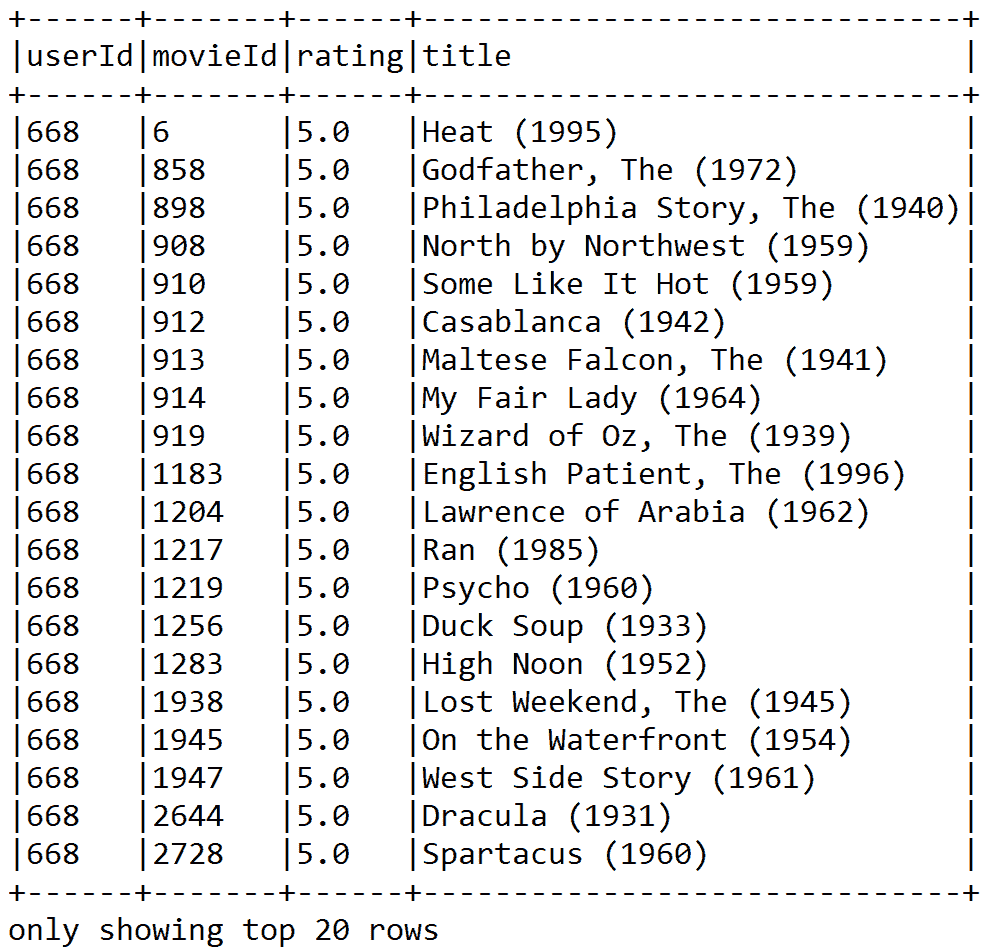 +------+-------+------+------------------------------+
|userId|movieId|rating|title                         |
+------+-------+------+------------------------------+
|668   |6      |5.0   |Heat (1995)                   |
|668   |858    |5.0   |Godfather, The (1972)         |
|668   |898    |5.0   |Philadelphia Story, The (1940)|
|668   |908    |5.0   |North by Northwest (1959)     |
|668   |910    |5.0   |Some Like It Hot (1959)       |
|668   |912    |5.0   |Casablanca (1942)             |
|668   |913    |5.0   |Maltese Falcon, The (1941)    |
|668   |914    |5.0   |My Fair Lady (1964)           |
|668   |919    |5.0   |Wizard of Oz, The (1939)      |
|668   |1183   |5.0   |English Patient, The (1996)   |
|668   |1204   |5.0   |Lawrence of Arabia (1962)     |
|668   |1217   |5.0   |Ran (1985)                    |
|668   |1219   |5.0   |Psycho (1960)                 |
|668   |1256   |5.0   |Duck Soup (1933)              |
|668   |1283   |5.0   |High Noon (1952)              |
|668   |1938   |5.0   |Lost Weekend, The (1945)      |
|668   |1945   |5.0   |On the Waterfront (1954)      |
|668   |1947   |5.0   |West Side Story (1961)        |
|668   |2644   |5.0   |Dracula (1931)                |
|668   |2728   |5.0   |Spartacus (1960)              |
+------+-------+------+------------------------------+
only showing top 20 rows